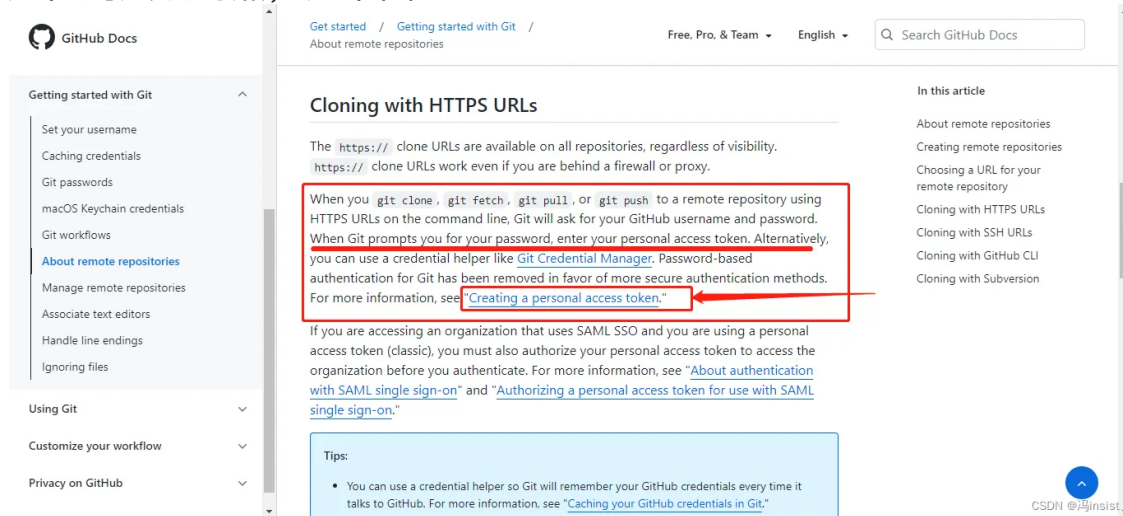 GitHub Docs
Get started / Getting started with Git /
About remote repositories
Free, Pro, & Team
English
Search GitHub Docs
Getting started with Git
Set your username
Caching credentials
Git passwords
macOS Keychain credentials
Git workflows
About remote repositories
Manage remote repositories
Associate text editors
Handle line endings
Ignoring files
Using Git
Customize your workflow
Privacy on GitHub
Cloning with HTTPS URLs
The https:// clone URLs are available on all repositories, regardless of visibility.
https:// clone URLs work even if you are behind a firewall or proxy.
When you git clone, git fetch, git pull, or git push to a remote repository using
HTTPS URLs on the command line, Git will ask for your GitHub username and password.
When Git prompts you for your password, enter your personal access token. Alternatively,
you can use a credential helper like Git Credential Manager. Password-based
authentication for Git has been removed in favor of more secure authentication methods.
For more information, see "Creating a personal access token."
If you are accessing an organization that uses SAML SSO and you are using a personal
access token (classic), you must also authorize your personal access token to access the
organization before you authenticate. For more information, see "About authentication
with SAML single sign-on" and "Authorizing a personal access token for use with SAML
single sign-on."
Tips:
• You can use a credential helper so Git will remember your GitHub credentials every time it
talks to GitHub. For more information, see "Caching your GitHub credentials in Git."
In this article
About remote repositories
Creating remote repositories
Choosing a URL for your
remote repository
Cloning with HTTPS URLs
Cloning with SSH URLs
Cloning with GitHub CLI
Cloning with Subversion
CSDN @冯insist